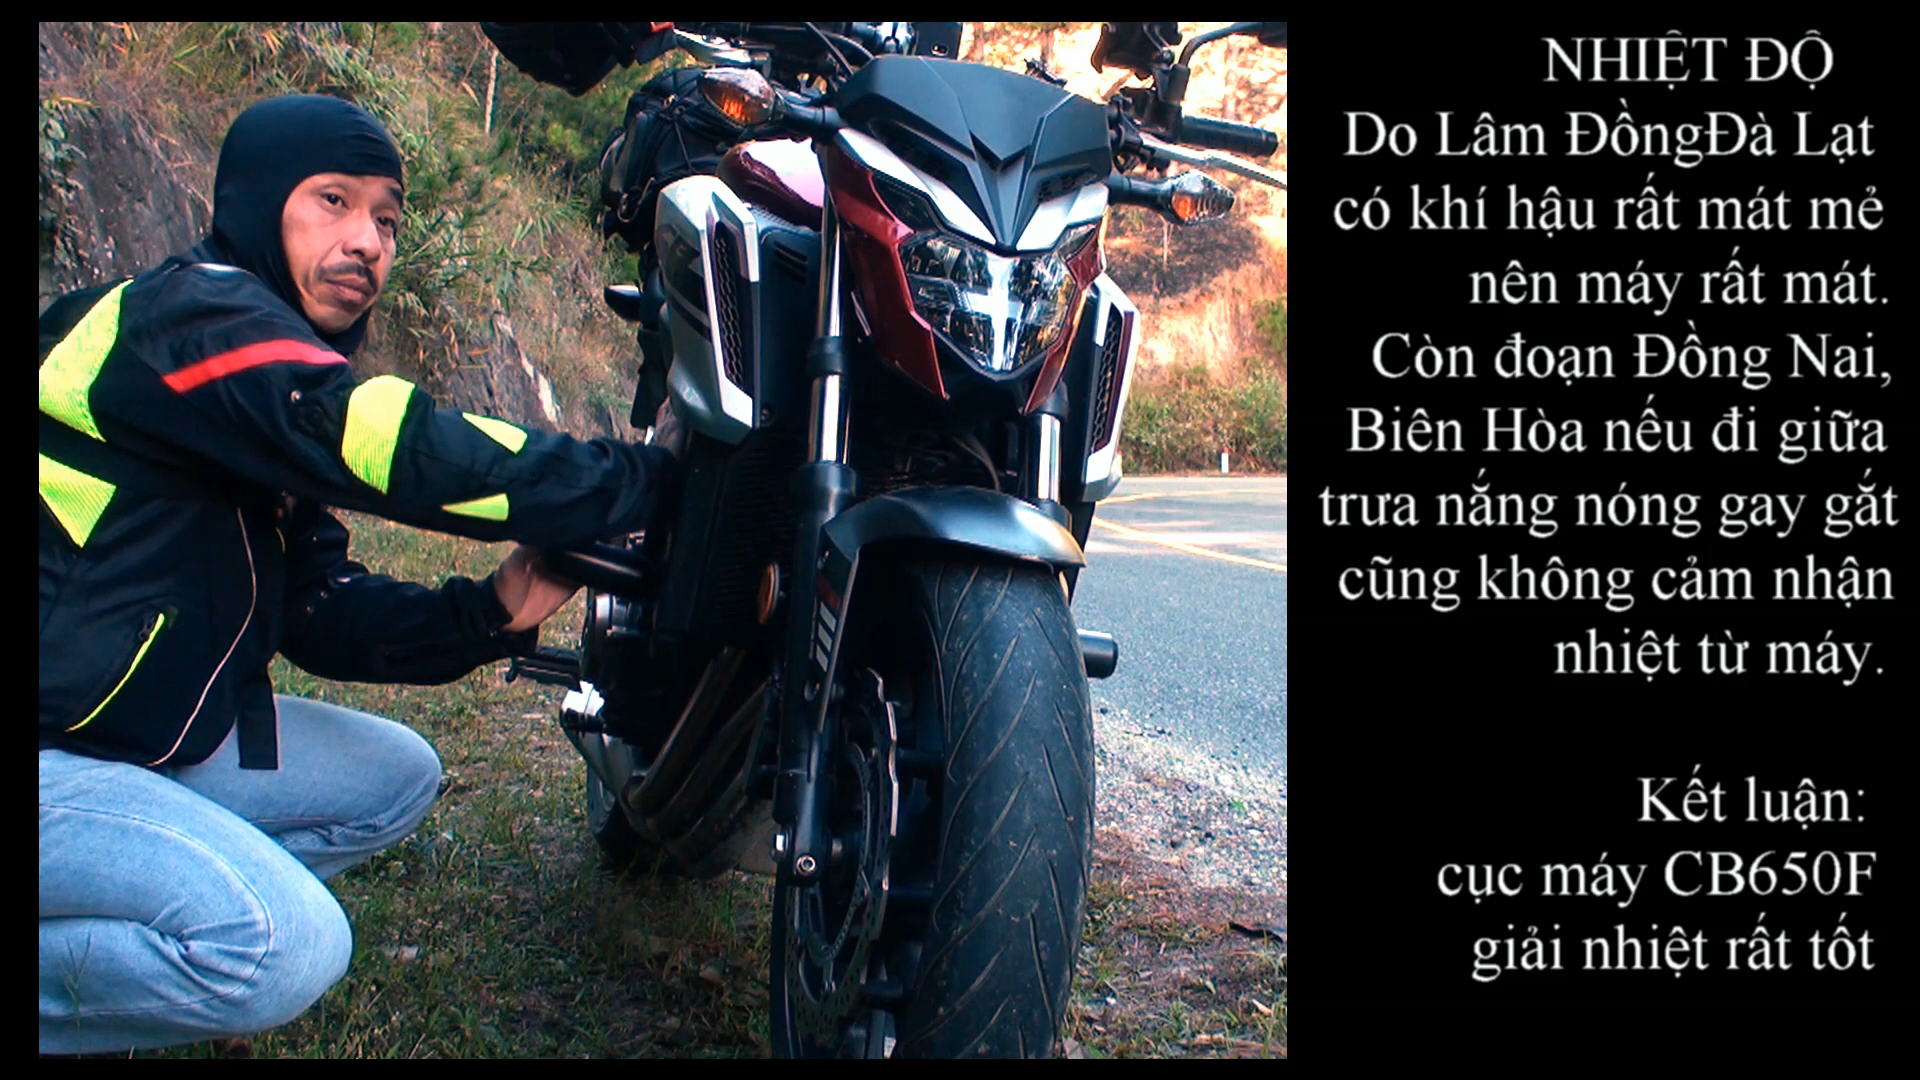 NHIỆT ĐỘ
Do Lâm ĐồngĐà Lạt
có khí hậu rất mát mẻ
nên máy rất mát.
Còn đoạn Đồng Nai,
Biên Hòa nếu đi giữa
trưa nắng nóng gay gắt
cũng không cảm nhận
nhiệt từ máy.
Kết luận:
cục máy CB650F
giải nhiệt rất tốt